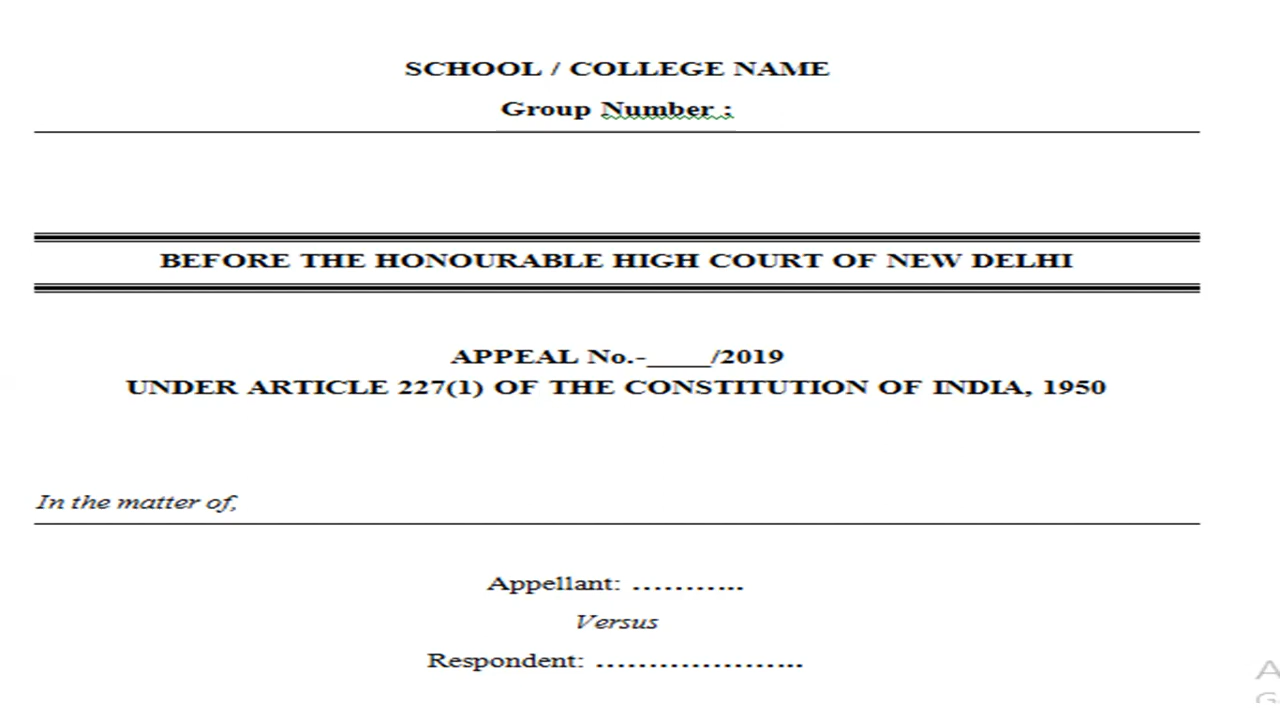 SCHOOL / COLLEGE NAME
Group Number :
BEFORE THE HONOURABLE HIGH COURT OF NEW DELHI
APPEAL No.-_____/2019
UNDER ARTICLE 227(1) OF THE CONSTITUTION OF INDIA, 1950
In the matter of,
Appellant: ...........
Versus
Respondent: ....................